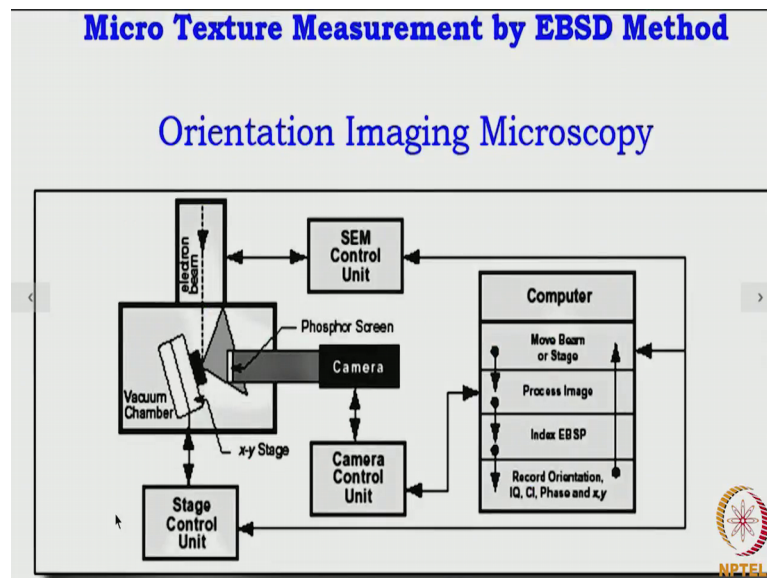 Micro Texture Measurement by EBSD Method
Orientation Imaging Microscopy
electron
beam
SEM
Control
Unit
Computer
Phosphor Screen
Move Beam
or Stage
Camera
Process Image
Vacuum
Chamber
Index EBSP
x-y Stage
Camera
Control
Unit
Record Orientation,
IQ, CI, Phase and x,y
Stage
Control
Unit
NPTEL